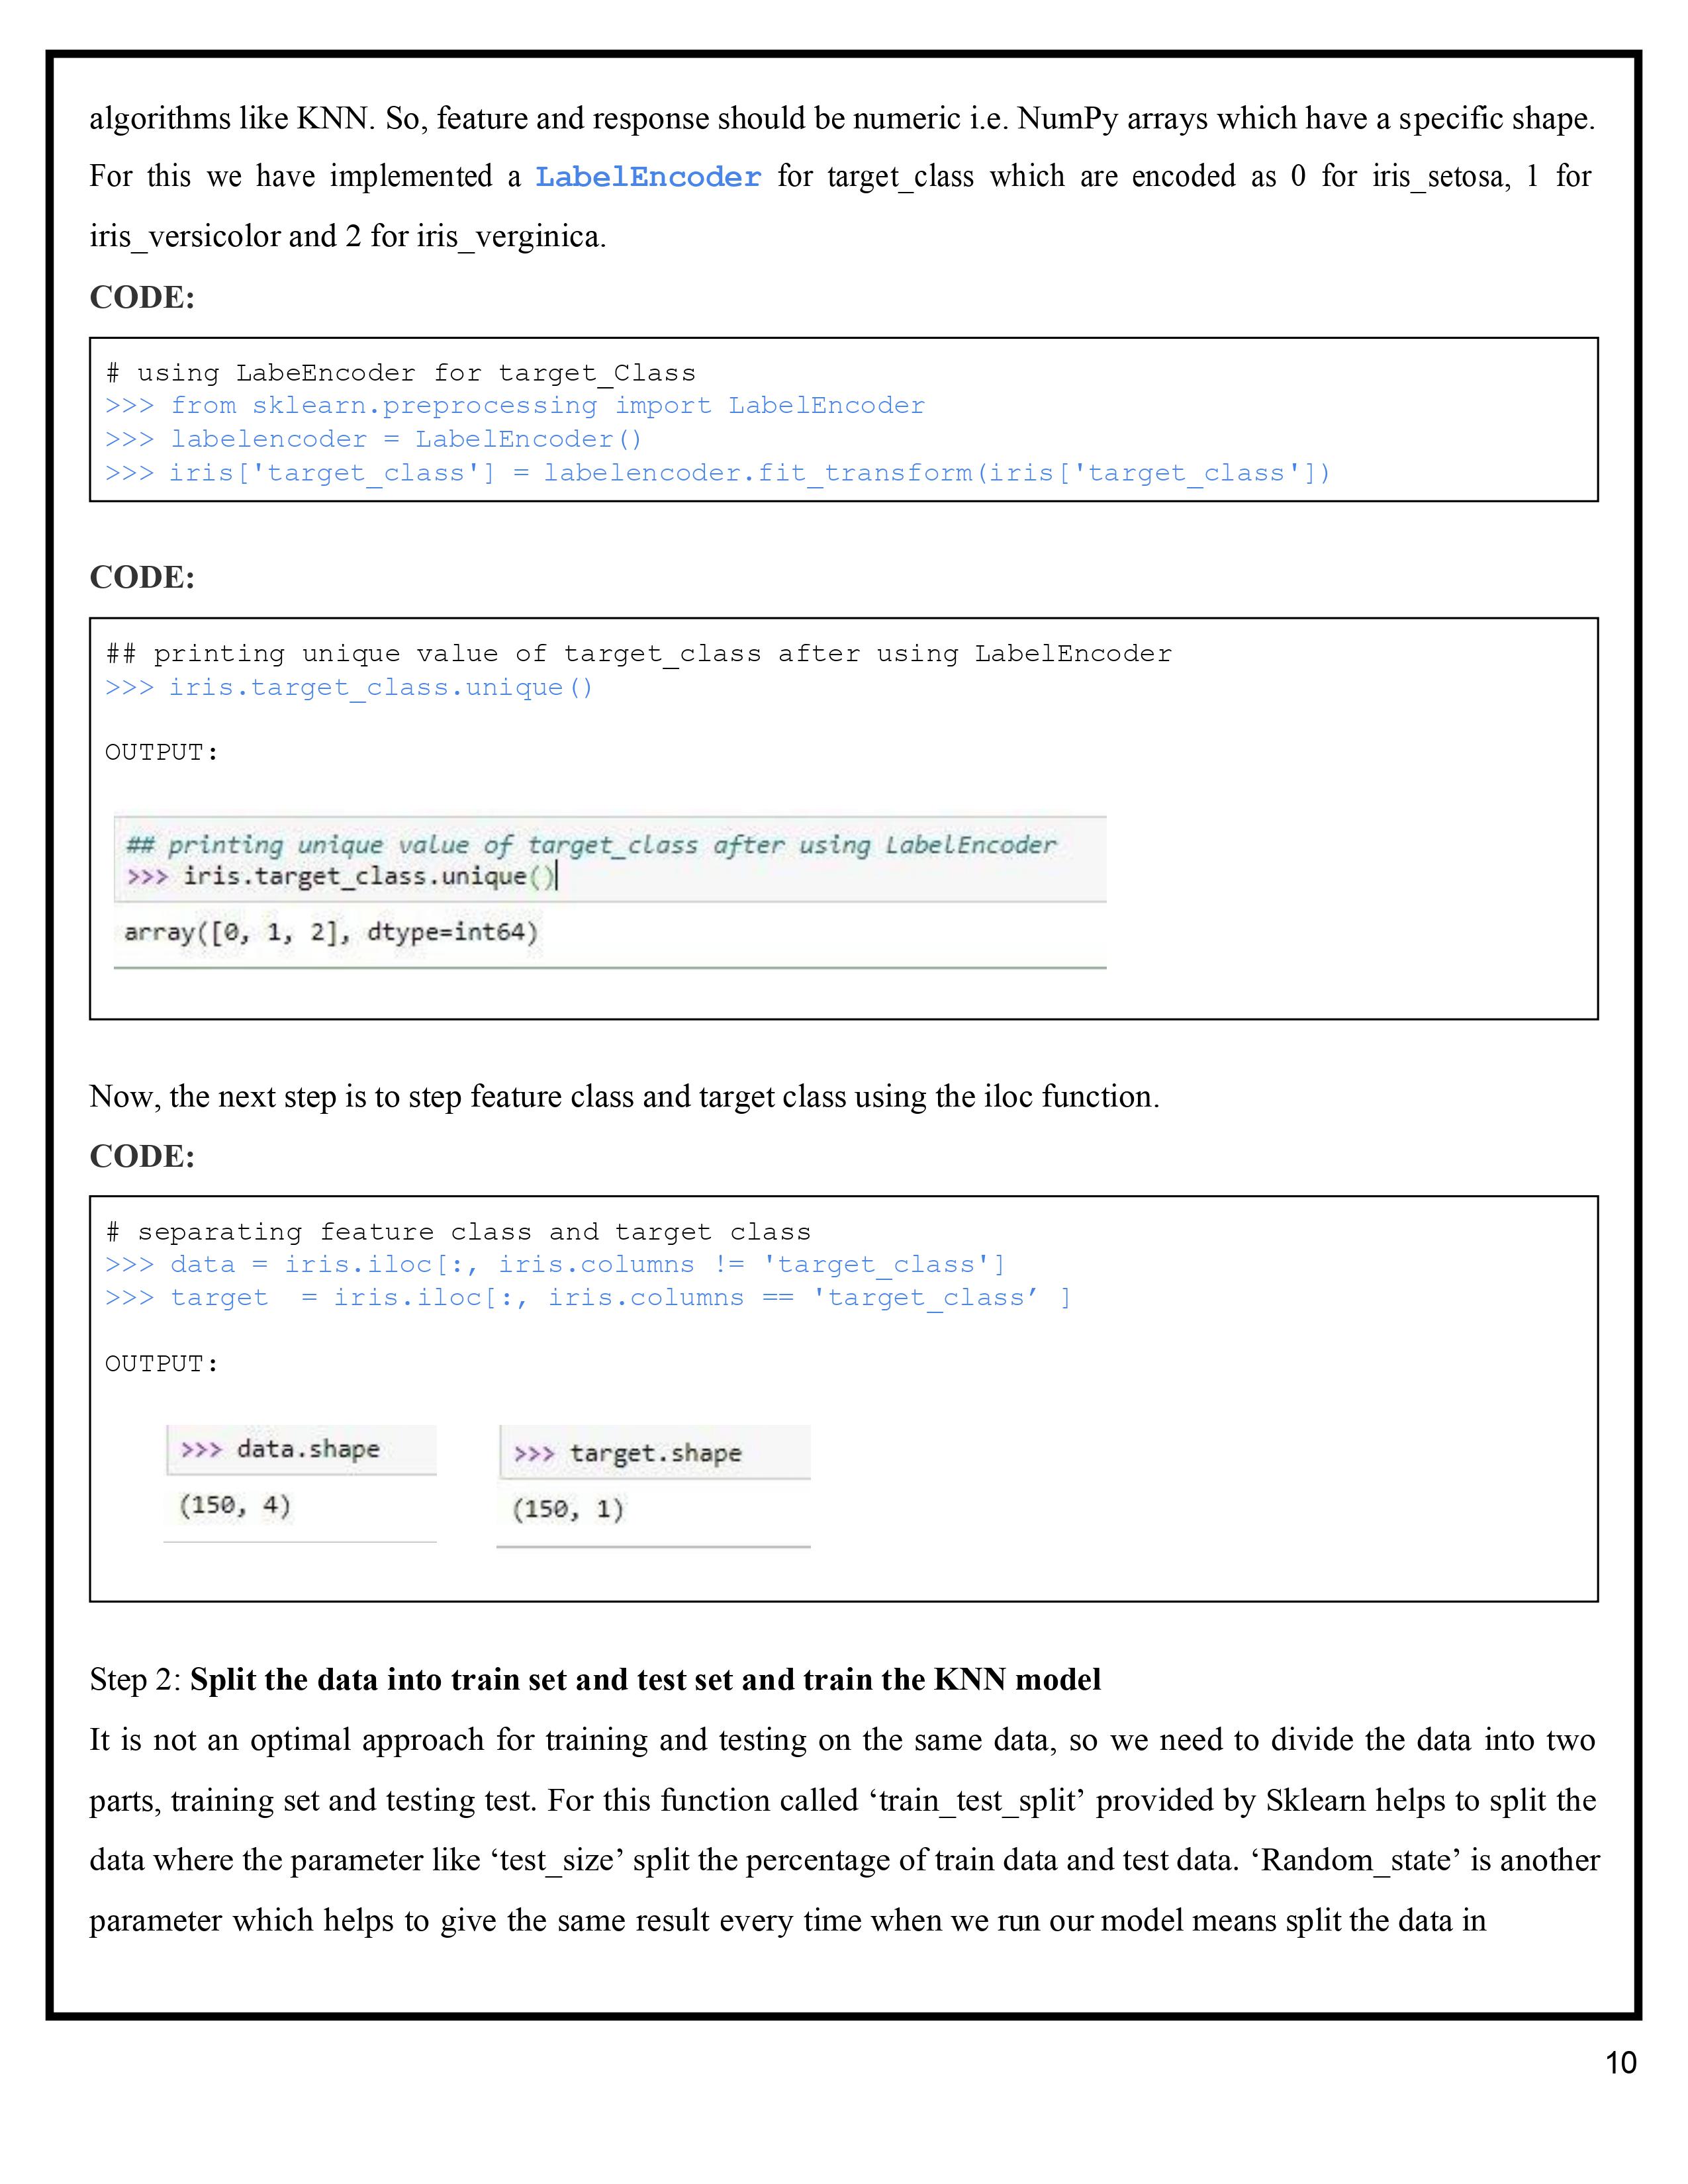 algorithms like KNN. So, feature and response should be numeric i.e. NumPy arrays which have a specific shape.
For this we have implemented a LabelEncoder for target_class which are encoded as 0 for iris_setosa, 1 for
iris_versicolor and 2 for iris_verginica.
CODE:
# using LabeEncoder for target_Class
>>> from sklearn.preprocessing import LabelEncoder
>>> labelencoder = LabelEncoder()
>>> iris['target_class'] = labelencoder.fit_transform(iris['target_class'])
CODE:
## printing unique value of target_class after using LabelEncoder
>>> iris.target_class.unique()
OUTPUT:
## printing unique value of target_class after using LabelEncoder
>>> iris.target_class.unique()
array([0, 1, 2], dtype=int64)
Now, the next step is to step feature class and target class using the iloc function.
CODE:
# separating feature class and target class
>>> data = iris.iloc[:, iris.columns != 'target_class']
>>> target  = iris.iloc[:, iris.columns == 'target_class’ ]
OUTPUT:
>>> data.shape
(150, 4)
>>> target.shape
(150, 1)
Step 2: Split the data into train set and test set and train the KNN model
It is not an optimal approach for training and testing on the same data, so we need to divide the data into two
parts, training set and testing test. For this function called ‘train_test_split’ provided by Sklearn helps to split the
data where the parameter like ‘test_size’ split the percentage of train data and test data. ‘Random_state’ is another
parameter which helps to give the same result every time when we run our model means split the data in
10